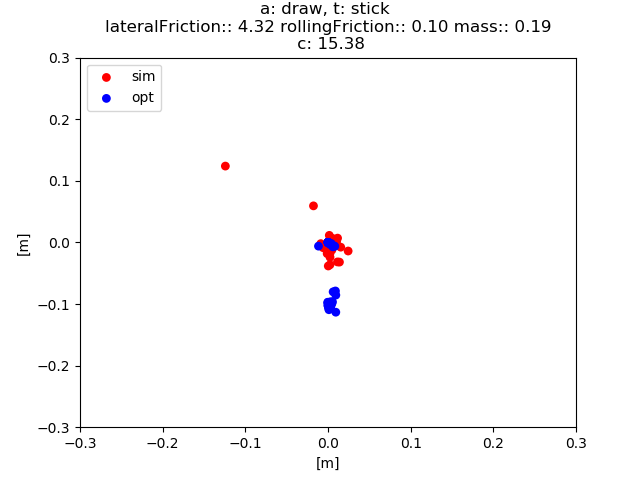 a: draw, t: stick
lateralFriction:: 4.32 rollingFriction:: 0.10 mass:: 0.19
c: 15.38
sim
opt
0.3
0.2
0.1
0.0
−0.1
−0.2
−0.3
[m]
−0.3 −0.2 −0.1 0.0 0.1 0.2 0.3
[m]